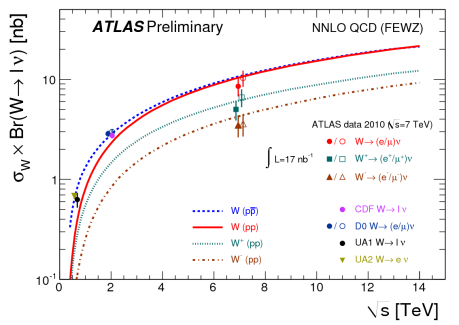 ATLAS Preliminary
NNLO QCD (FEWZ)
σ_W × Br(W→ l ν) [nb]
10
1
10⁻¹
ATLAS data 2010 √s=7 TeV)
∫ L=17 nb⁻¹
/ W→ (e/μ)ν
/ W⁺→ (e⁺/μ⁺)ν
/ W⁻→ (e⁻/μ⁻)ν
W (pp̅)
W (pp)
W⁺ (pp)
W⁻ (pp)
CDF W→ l ν
/ D0 W→ (e/μ)ν
UA1 W→ l ν
UA2 W→ e ν
0 2 4 6 8 10 12 14
√s [TeV]